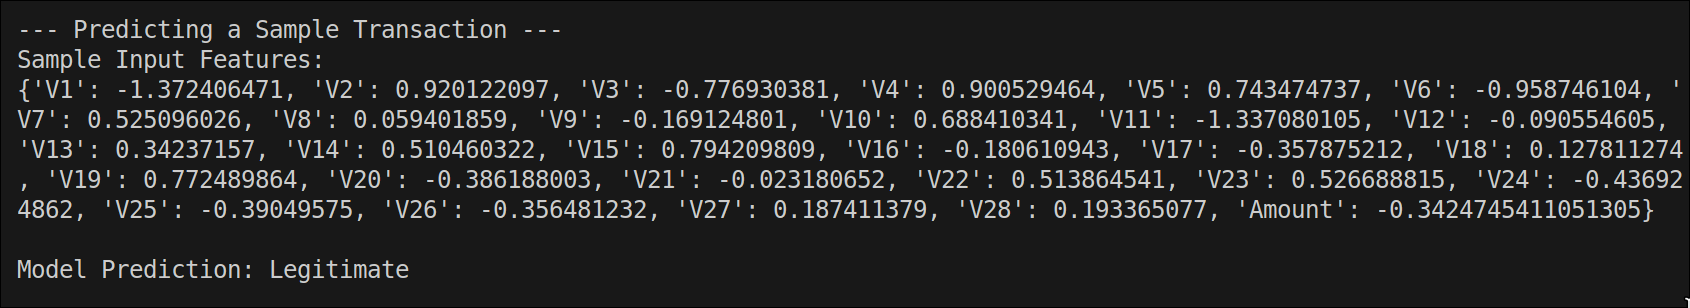 --- Predicting a Sample Transaction ---
Sample Input Features:
{'V1': -1.372406471, 'V2': 0.920122097, 'V3': -0.776930381, 'V4': 0.900529464, 'V5': 0.743474737, 'V6': -0.958746104, '
V7': 0.525096026, 'V8': 0.059401859, 'V9': -0.169124801, 'V10': 0.688410341, 'V11': -1.337080105, 'V12': -0.090554605,
'V13': 0.34237157, 'V14': 0.510460322, 'V15': 0.794209809, 'V16': -0.180610943, 'V17': -0.357875212, 'V18': 0.127811274
, 'V19': 0.772489864, 'V20': -0.386188003, 'V21': -0.023180652, 'V22': 0.513864541, 'V23': 0.526688815, 'V24': -0.43692
4862, 'V25': -0.39049575, 'V26': -0.356481232, 'V27': 0.187411379, 'V28': 0.193365077, 'Amount': -0.3424745411051305}
Model Prediction: Legitimate